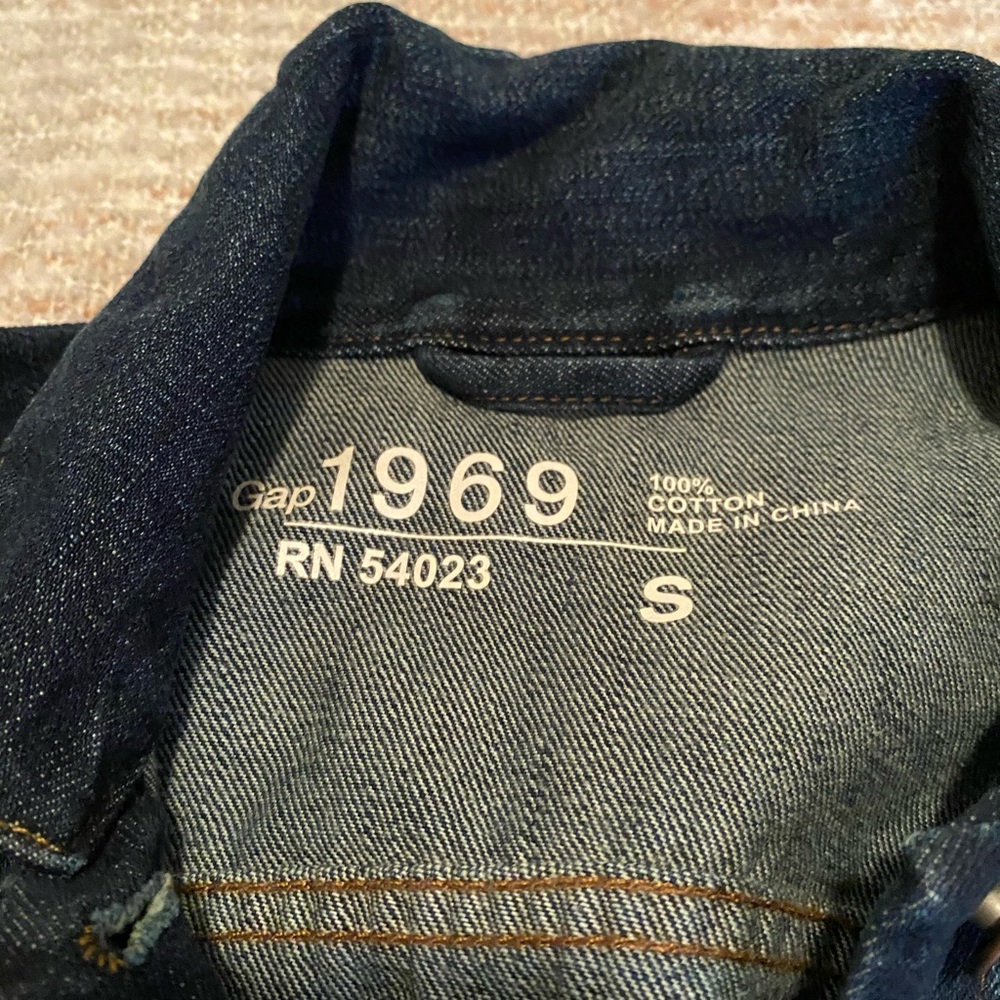 Gap 1969
RN 54023
100%
COTTON
MADE IN CHINA
S